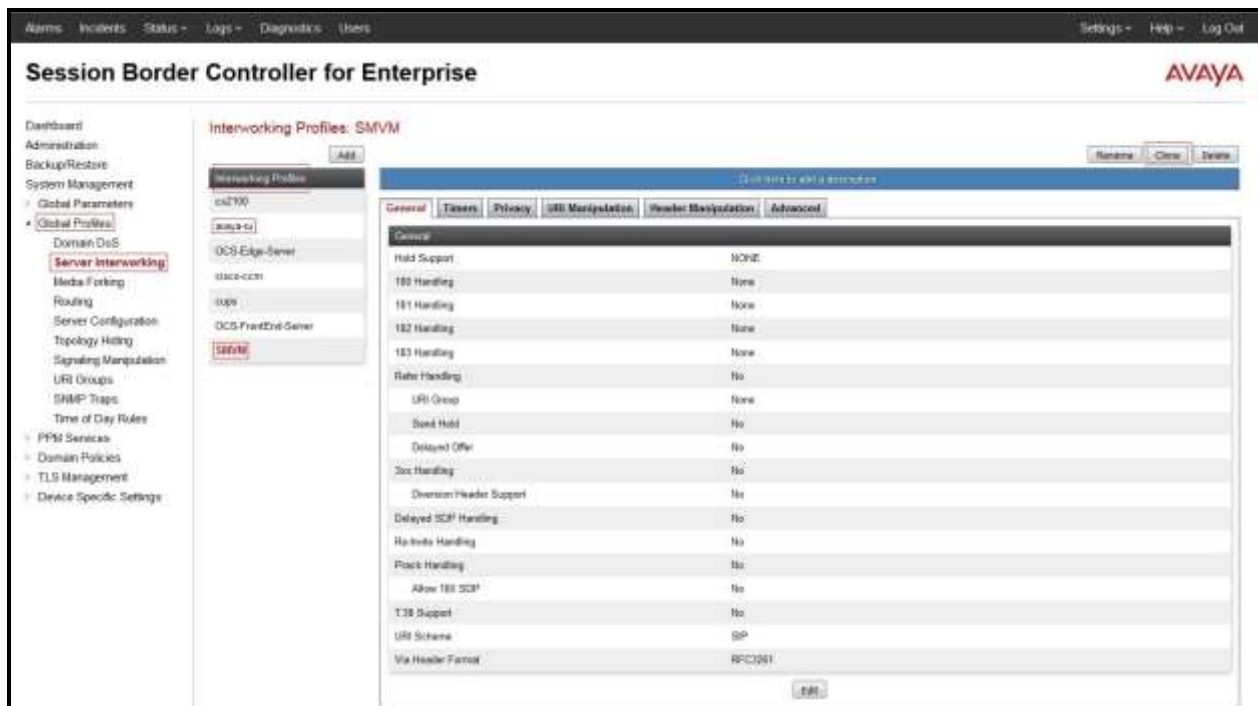 Alarms Incidents Status Logs Diagnostics Users Settings Help Log Out
Session Border Controller for Enterprise
AVAYA
Dashboard
Administration
Backup/Restore
System Management
Global Parameters
Global Profiles
Domain DoS
Server Interworking
Media Forking
Routing
Server Configuration
Topology Hiding
Signaling Manipulation
URI Groups
SNMP Traps
Time of Day Rules
PPM Services
Domain Policies
TLS Management
Device Specific Settings
Interworking Profiles: SMVM
Add
Rename Clone Delete
Interworking Profiles
cs2100
avaya-ru
OCS-Edge-Server
cisco-ccm
cups
OCS-FrontEnd-Server
SMVM
Click here to add a description
General Timers Privacy URI Manipulation Header Manipulation Advanced
General
Hold Support NONE
180 Handling None
181 Handling None
182 Handling None
183 Handling None
Refer Handling No
URI Group None
Send Hold No
Delayed Offer No
3xx Handling No
Diversion Header Support No
Delayed SDP Handling No
Re-Invite Handling No
Prack Handling No
Allow 18X SDP No
T.38 Support No
URI Scheme SIP
Via Header Format RFC3261
Edit